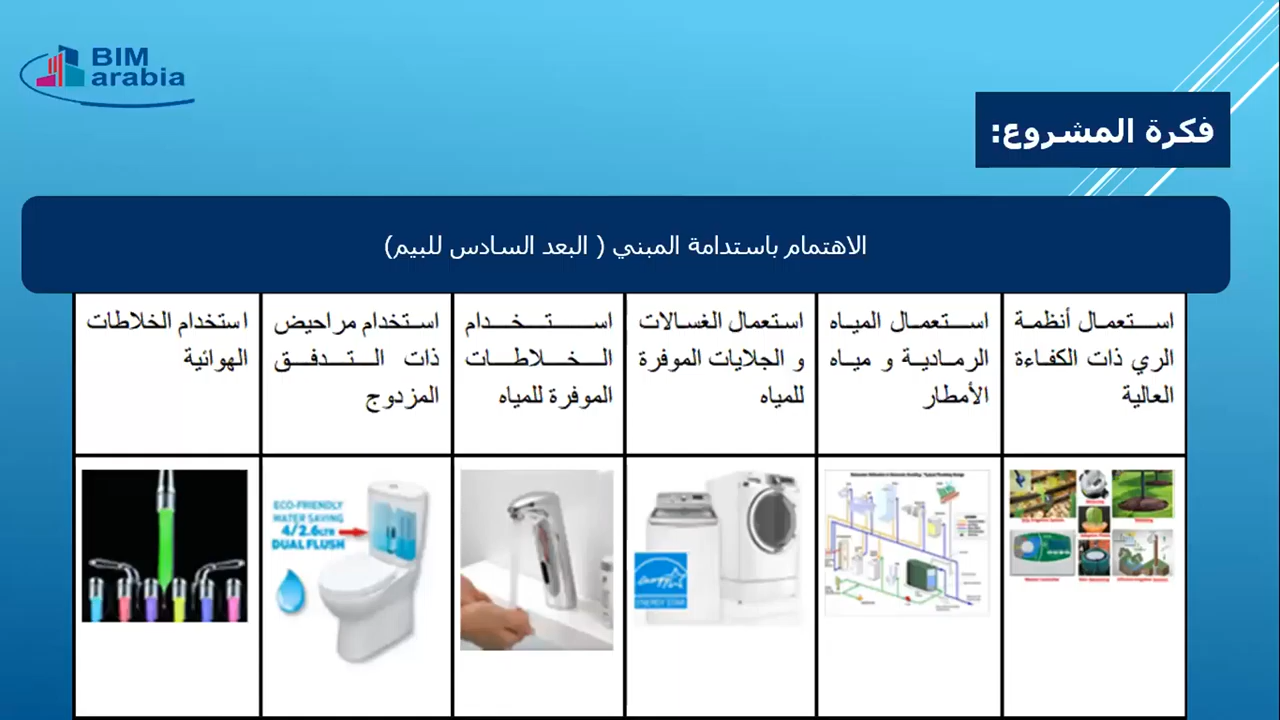 BIM
arabia
فكرة المشروع:
الاهتمام باستدامة المبني ( البعد السادس للبيم)
استعمال أنظمة
الري ذات الكفاءة
العالية
استعمال المياه
الرمادية و مياه
الأمطار
استعمال الغسالات
و الجلايات الموفرة
للمياه
استخدام
الخلاطات
الموفرة للمياه
استخدام مراحيض
ذات التدفق
المزدوج
استخدام الخلاطات
الهوائية
ENERGY STAR
ECO-FRIENDLY
WATER SAVING
4/2.6LTR
DUAL FLUSH